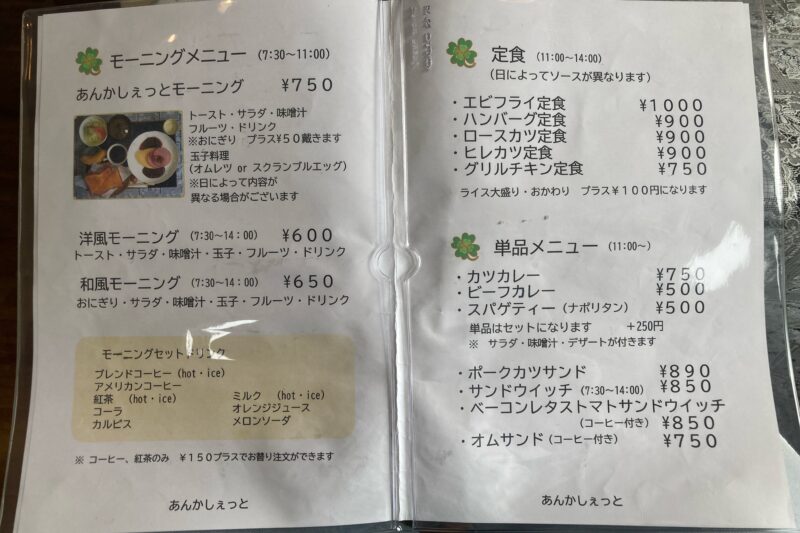 モーニングメニュー (7:30~11:00)
あんかしぇっとモーニング ¥750
トースト・サラダ・味噌汁
フルーツ・ドリンク
※おにぎり プラス¥50戴きます
玉子料理
(オムレツ or スクランブルエッグ)
※日によって内容が
異なる場合がございます
洋風モーニング (7:30~14:00) ¥600
トースト・サラダ・味噌汁・玉子・フルーツ・ドリンク
和風モーニング (7:30~14:00) ¥650
おにぎり・サラダ・味噌汁・玉子・フルーツ・ドリンク
モーニングセットドリンク
ブレンドコーヒー(hot・ice)
アメリカンコーヒー
紅茶 (hot・ice)
コーラ
カルピス
ミルク (hot・ice)
オレンジジュース
メロンソーダ
※ コーヒー、紅茶のみ ¥150プラスでお替り注文ができます
あんかしぇっと
定食 (11:00~14:00)
(日によってソースが異なります)
・エビフライ定食 ¥1000
・ハンバーグ定食 ¥900
・ロースカツ定食 ¥900
・ヒレカツ定食 ¥900
・グリルチキン定食 ¥750
ライス大盛り・おかわり プラス¥100円になります
単品メニュー (11:00~)
・カツカレー ¥750
・ビーフカレー ¥500
・スパゲティー(ナポリタン) ¥500
単品はセットになります +250円
※ サラダ・味噌汁・デザートが付きます
・ポークカツサンド ¥890
・サンドウイッチ(7:30~14:00) ¥850
・ベーコンレタストマトサンドウイッチ
(コーヒー付き) ¥850
・オムサンド(コーヒー付き) ¥750
あんかしぇっと